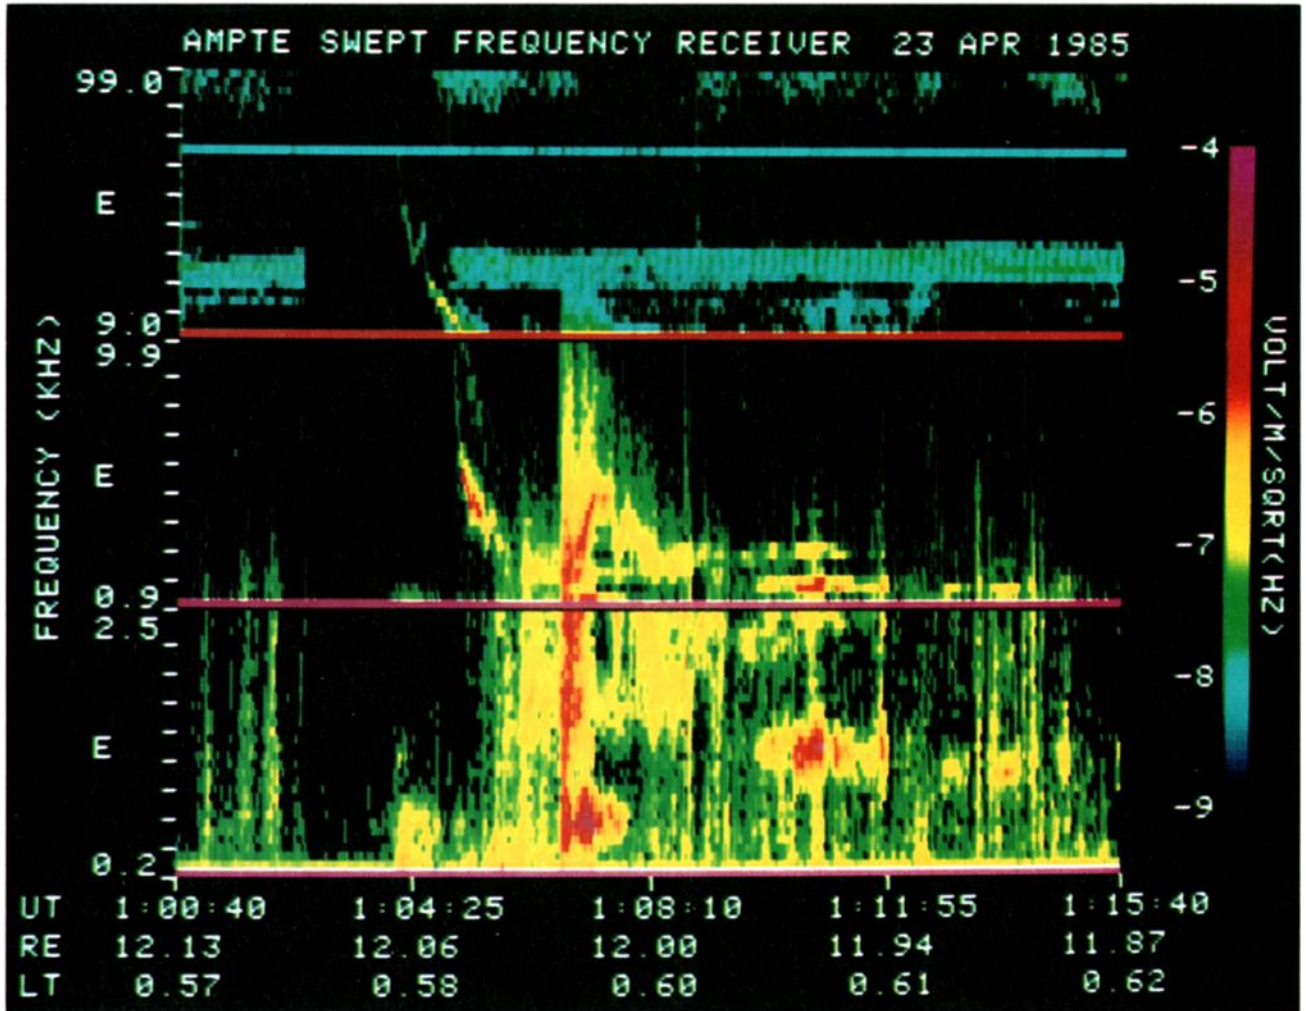 AMPTE SWEPT FREQUENCY RECEIVER 23 APR 1985
99.0
E
9.0
9.9
E
0.9
2.5
E
0.2
FREQUENCY (KHZ)
-4
-5
-6
-7
-8
-9
VOLT/M/SQRT(HZ)
UT 1:00:40 1:04:25 1:08:10 1:11:55 1:15:40
RE 12.13 12.06 12.00 11.94 11.87
LT 0.57 0.58 0.60 0.61 0.62